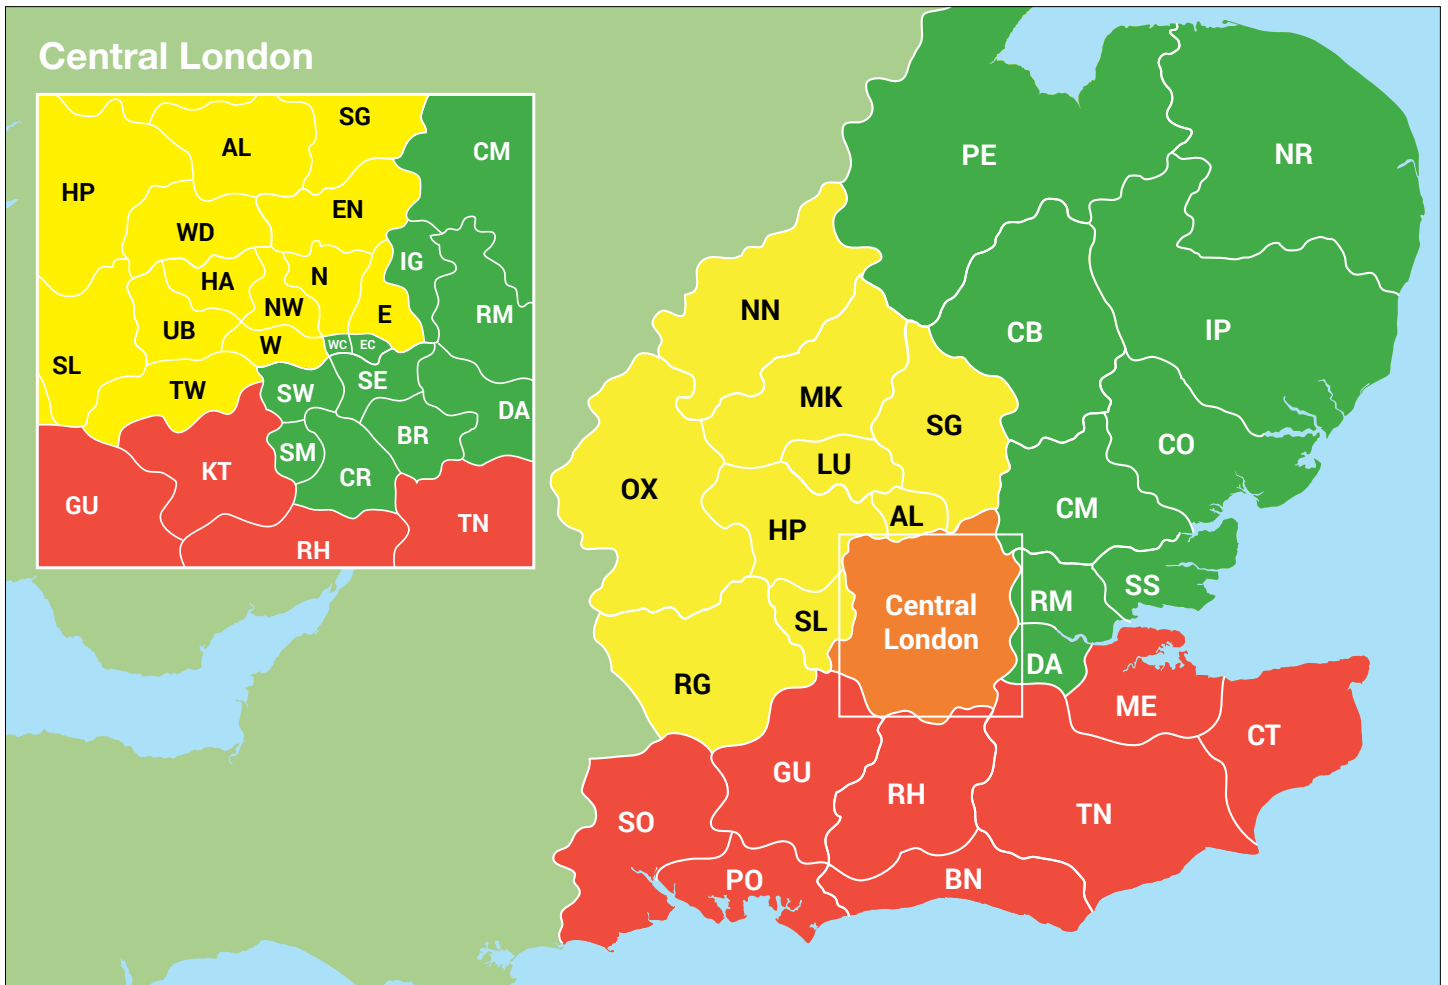 Central London
SG
AL
CM
HP
EN
WD
IG
HA
N
NW
RM
E
UB
W
WC
EC
SL
TW
SW
SE
DA
BR
SM
CR
KT
GU
TN
RH
PE
NR
NN
CB
IP
MK
SG
CO
LU
OX
CM
AL
HP
SS
RM
Central
London
SL
DA
RG
ME
CT
GU
RH
TN
SO
PO
BN